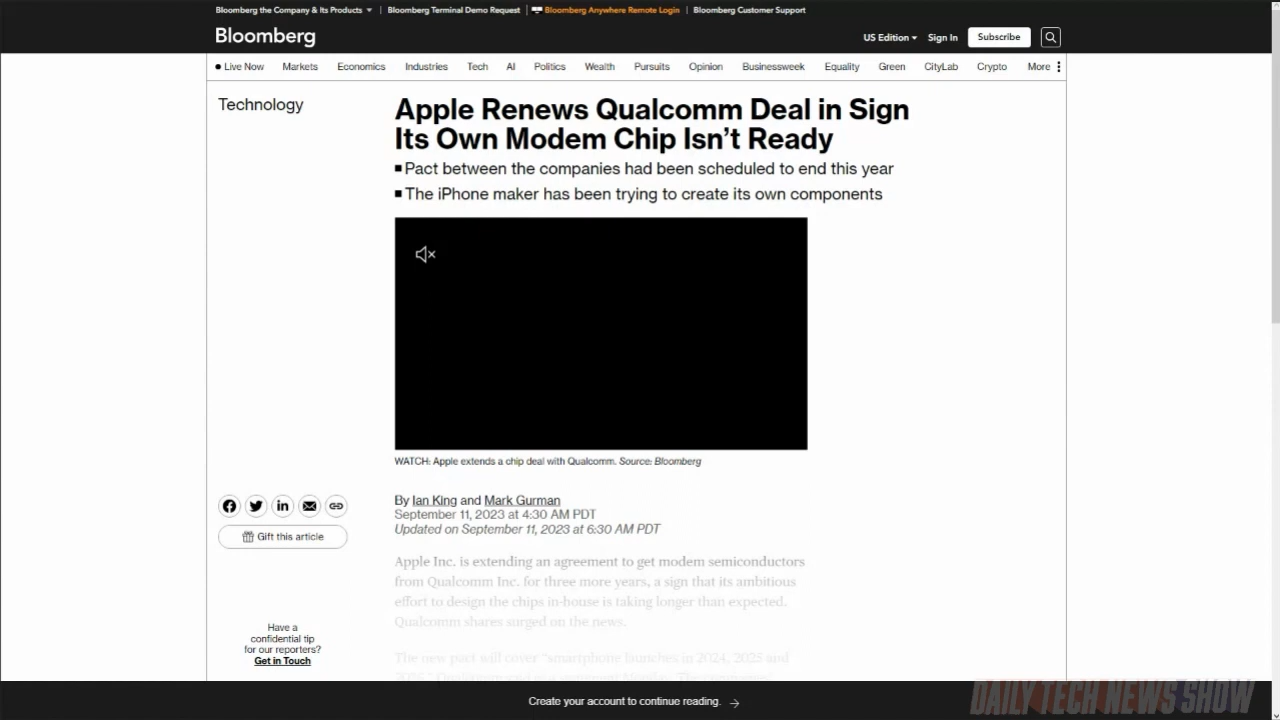 Bloomberg the Company & Its Products
Bloomberg Terminal Demo Request
Bloomberg Anywhere Remote Login
Bloomberg Customer Support
Bloomberg
US Edition
Sign In
Subscribe
Live Now
Markets
Economics
Industries
Tech
AI
Politics
Wealth
Pursuits
Opinion
Businessweek
Equality
Green
CityLab
Crypto
More
Technology
Apple Renews Qualcomm Deal in Sign
Its Own Modem Chip Isn’t Ready
Pact between the companies had been scheduled to end this year
The iPhone maker has been trying to create its own components
WATCH: Apple extends a chip deal with Qualcomm. Source: Bloomberg
By Ian King and Mark Gurman
September 11, 2023 at 4:30 AM PDT
Updated on September 11, 2023 at 6:30 AM PDT
Gift this article
Apple Inc. is extending an agreement to get modem semiconductors
from Qualcomm Inc. for three more years, a sign that its ambitious
effort to design the chips in-house is taking longer than expected.
Qualcomm shares surged on the news.
The new pact will cover “smartphone launches in 2024, 2025 and
Have a
confidential tip
for our reporters?
Get in Touch
Create your account to continue reading.
DAILY TECH NEWS SHOW